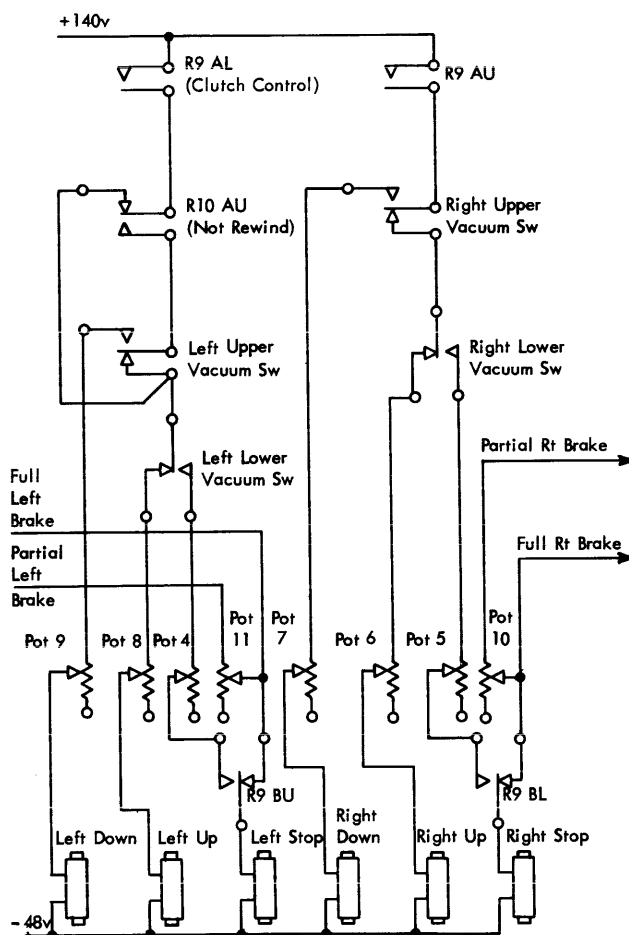 +140v
R9 AL
(Clutch Control)
R9 AU
R10 AU
(Not Rewind)
Right Upper
Vacuum Sw
Left Upper
Vacuum Sw
Right Lower
Vacuum Sw
Left Lower
Vacuum Sw
Partial Rt Brake
Full
Left
Brake
Partial
Left
Brake
Full Rt Brake
Pot 9
Pot 8
Pot 4
Pot
11
Pot
7
Pot 6
Pot 5
Pot
10
R9 BU
R9 BL
Left Down
Left Up
Left Stop
Right
Down
Right Up
Right Stop
-48v